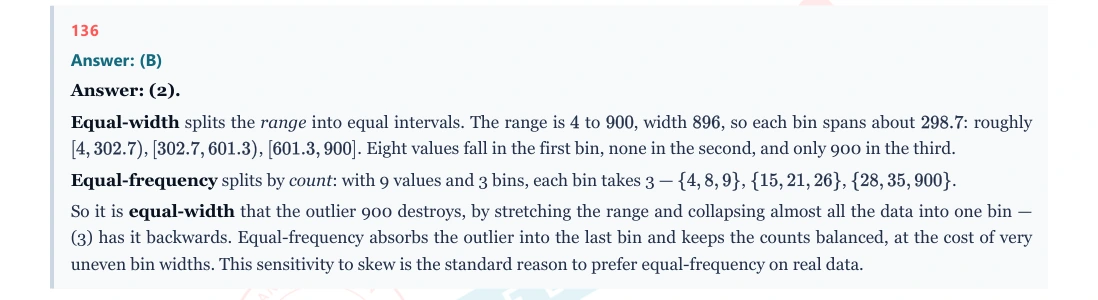 136
Answer: (B)
Answer: (2).
Equal-width splits the range into equal intervals. The range is 4 to 900, width 896, so each bin spans about 298.7: roughly
[4, 302.7), [302.7, 601.3), [601.3, 900]. Eight values fall in the first bin, none in the second, and only 900 in the third.
Equal-frequency splits by count: with 9 values and 3 bins, each bin takes 3 — {4, 8, 9}, {15, 21, 26}, {28, 35, 900}.
So it is equal-width that the outlier 900 destroys, by stretching the range and collapsing almost all the data into one bin —
(3) has it backwards. Equal-frequency absorbs the outlier into the last bin and keeps the counts balanced, at the cost of very
uneven bin widths. This sensitivity to skew is the standard reason to prefer equal-frequency on real data.